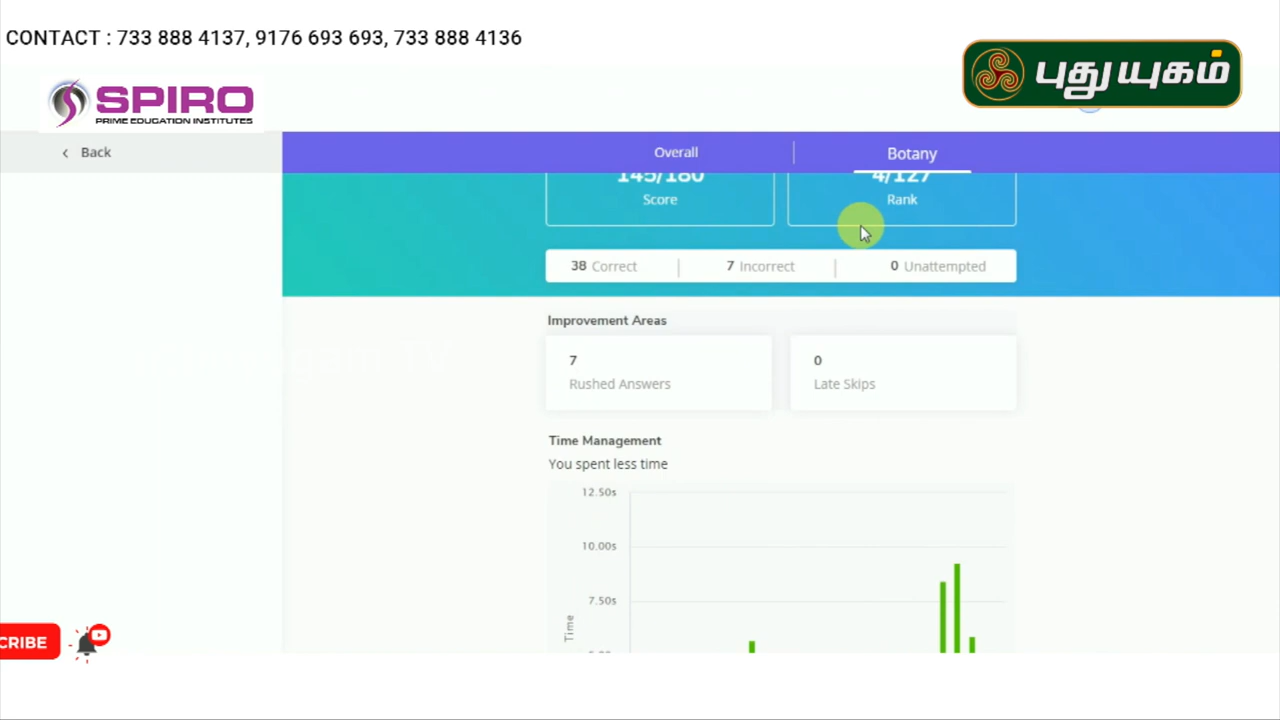 CONTACT : 733 888 4137, 9176 693 693, 733 888 4136
புதுயுகம்
SPIRO
PRIME EDUCATION INSTITUTES
< Back
Overall
Botany
145/180
4/127
Score
Rank
38 Correct
7 Incorrect
0 Unattempted
Improvement Areas
7
0
Rushed Answers
Late Skips
Time Management
You spent less time
12.50s
10.00s
7.50s
Time
CRIBE